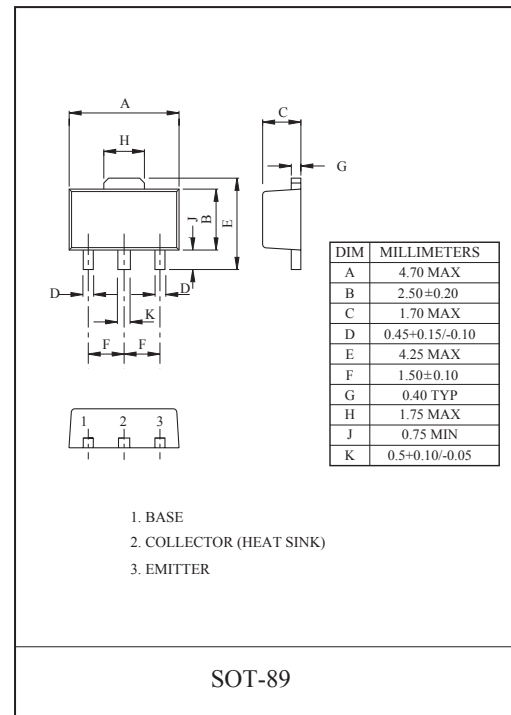 A
H
C
G
J
B
E
D
D
K
F
F
DIM MILLIMETERS
A 4.70 MAX
B 2.50±0.20
C 1.70 MAX
D 0.45+0.15/-0.10
E 4.25 MAX
F 1.50±0.10
G 0.40 TYP
H 1.75 MAX
J 0.75 MIN
K 0.5+0.10/-0.05
1 2 3
1. BASE
2. COLLECTOR (HEAT SINK)
3. EMITTER
SOT-89